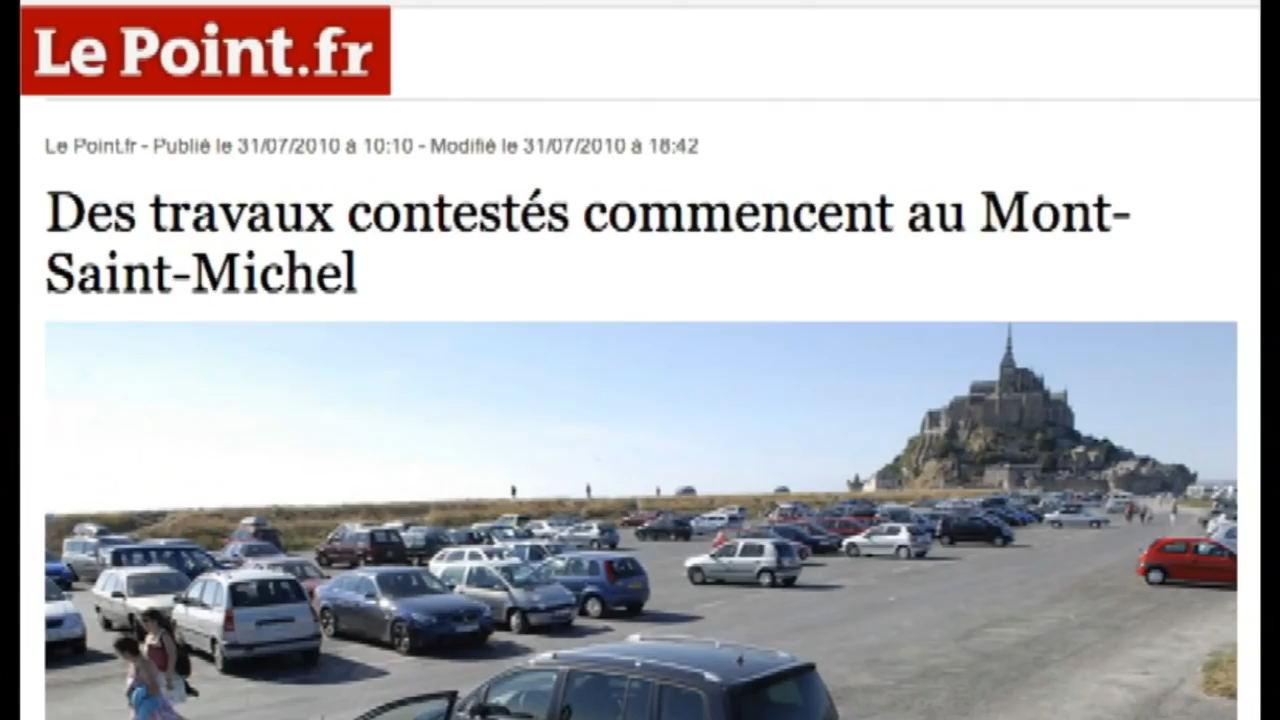 Le Point.fr
Le Point.fr - Publié le 31/07/2010 à 10:10 - Modifié le 31/07/2010 à 18:42
Des travaux contestés commencent au Mont-
Saint-Michel